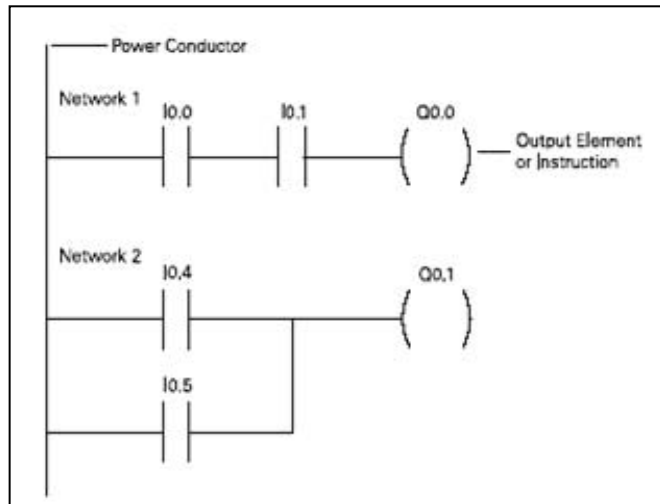 Power Conductor
Network 1
I0.0
I0.1
Q0.0
Output Element
or Instruction
Network 2
I0.4
Q0.1
I0.5